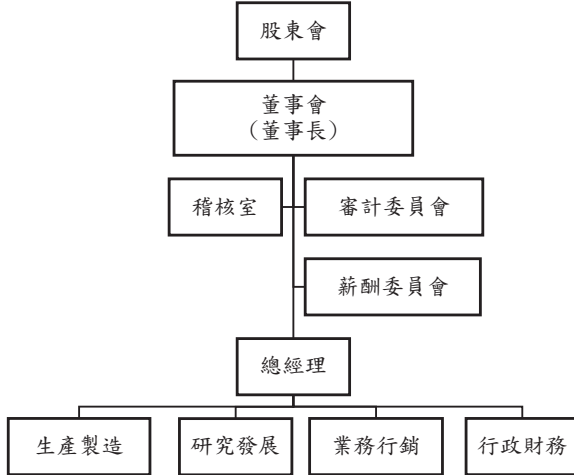 股東會
董事會
（董事長）
稽核室
審計委員會
薪酬委員會
總經理
生產製造
研究發展
業務行銷
行政財務